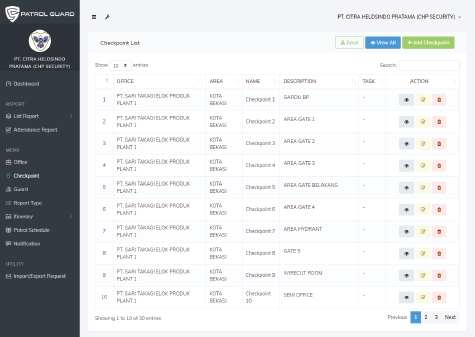 PATROL GUARD
PT. CITRA HELDSINDO PRATAMA (CHP SECURITY)
PT. CITRA HELDSINDO
PRATAMA (CHP SECURITY)
Dashboard
REPORT
List Report
Attendance Report
MENU
Office
Checkpoint
Guard
Report Type
Itinerary
Patrol Schedule
Notification
UTILITY
Import/Export Request
Checkpoint List
Excel
View All
+ Add Checkpoint
Show 10 entries
Search:
# OFFICE AREA NAME DESCRIPTION TASK ACTION
1 PT. SARI TAKAGI ELOK PRODUK PLANT 1 KOTA BEKASI Checkpoint 1 GARDU BP -
2 PT. SARI TAKAGI ELOK PRODUK PLANT 1 KOTA BEKASI Checkpoint 2 AREA GATE 1 -
3 PT. SARI TAKAGI ELOK PRODUK PLANT 1 KOTA BEKASI Checkpoint 3 AREA GATE 2 -
4 PT. SARI TAKAGI ELOK PRODUK PLANT 1 KOTA BEKASI Checkpoint 4 AREA GATE 3 -
5 PT. SARI TAKAGI ELOK PRODUK PLANT 1 KOTA BEKASI Checkpoint 5 AREA GATE BELAKANG -
6 PT. SARI TAKAGI ELOK PRODUK PLANT 1 KOTA BEKASI Checkpoint 6 AREA GATE 4 -
7 PT. SARI TAKAGI ELOK PRODUK PLANT 1 KOTA BEKASI Checkpoint 7 AREA HYDRANT -
8 PT. SARI TAKAGI ELOK PRODUK PLANT 1 KOTA BEKASI Checkpoint 8 GATE 5 -
9 PT. SARI TAKAGI ELOK PRODUK PLANT 1 KOTA BEKASI Checkpoint 9 WIRECUT ROOM -
10 PT. SARI TAKAGI ELOK PRODUK PLANT 1 KOTA BEKASI Checkpoint 10 SEMI OFFICE -
Showing 1 to 10 of 30 entries
Previous 1 2 3 Next